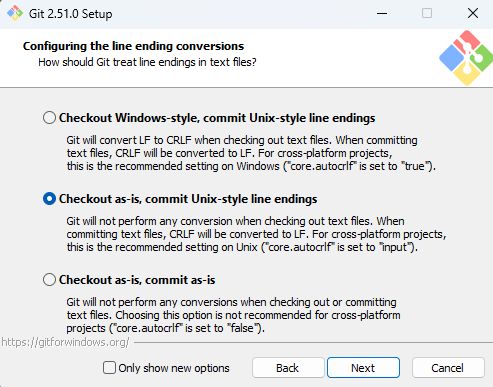 Git 2.51.0 Setup
Configuring the line ending conversions
How should Git treat line endings in text files?
Checkout Windows-style, commit Unix-style line endings
Git will convert LF to CRLF when checking out text files. When committing
text files, CRLF will be converted to LF. For cross-platform projects,
this is the recommended setting on Windows ("core.autocrlf" is set to "true").
Checkout as-is, commit Unix-style line endings
Git will not perform any conversion when checking out text files. When
committing text files, CRLF will be converted to LF. For cross-platform projects,
this is the recommended setting on Unix ("core.autocrlf" is set to "input").
Checkout as-is, commit as-is
Git will not perform any conversions when checking out or committing
text files. Choosing this option is not recommended for cross-platform
projects ("core.autocrlf" is set to "false").
https://gitforwindows.org/
Only show new options
Back
Next
Cancel